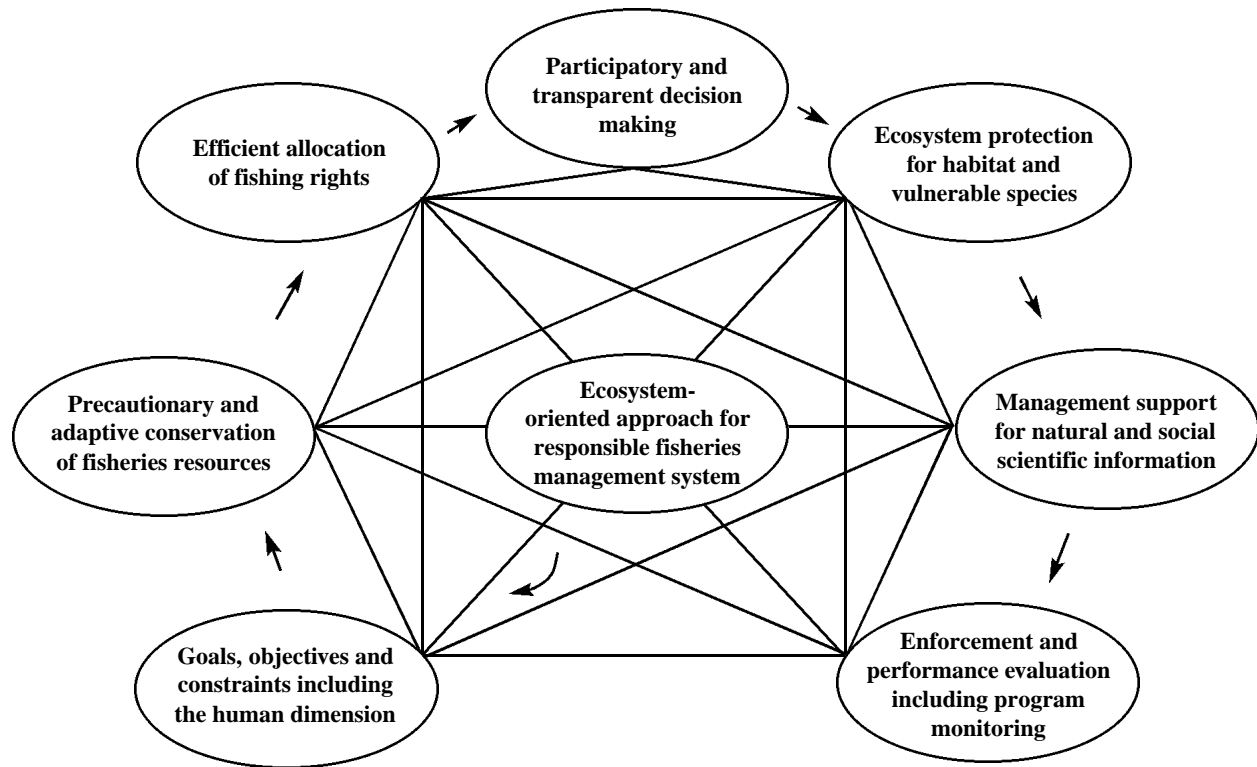 Participatory and
transparent decision
making
Efficient allocation
of fishing rights
Ecosystem protection
for habitat and
vulnerable species
Precautionary and
adaptive conservation
of fisheries resources
Ecosystem-
oriented approach for
responsible fisheries
management system
Management support
for natural and social
scientific information
Goals, objectives and
constraints including
the human dimension
Enforcement and
performance evaluation
including program
monitoring